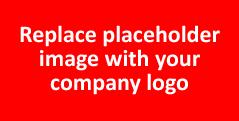 Replace placeholder
image with your
company logo